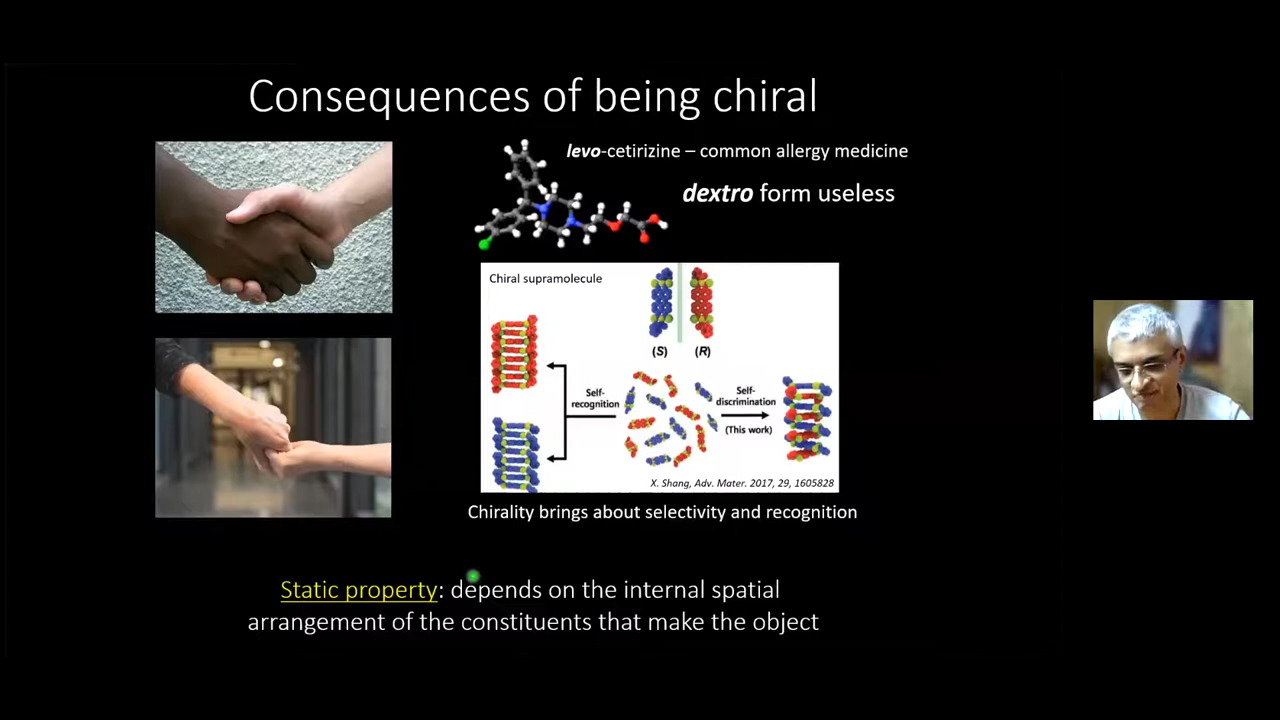 Consequences of being chiral
levo-cetirizine – common allergy medicine
dextro form useless
Chiral supramolecule
(S)
(R)
Self-
recognition
Self-
discrimination
(This work)
X. Shang, Adv. Mater. 2017, 29, 1605828
Chirality brings about selectivity and recognition
Static property: depends on the internal spatial
arrangement of the constituents that make the object